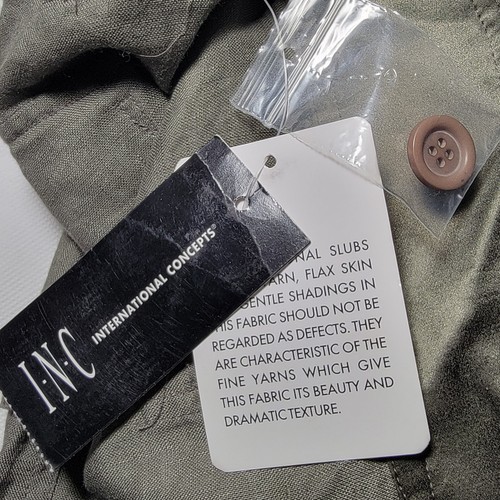 I·N·C
INTERNATIONAL CONCEPTS
SLUBS
FLAX SKIN
GENTLE SHADINGS IN
FABRIC SHOULD NOT BE
REGARDED AS DEFECTS. THEY
ARE CHARACTERISTIC OF THE
FINE YARNS WHICH GIVE
THIS FABRIC ITS BEAUTY AND
DRAMATIC TEXTURE.